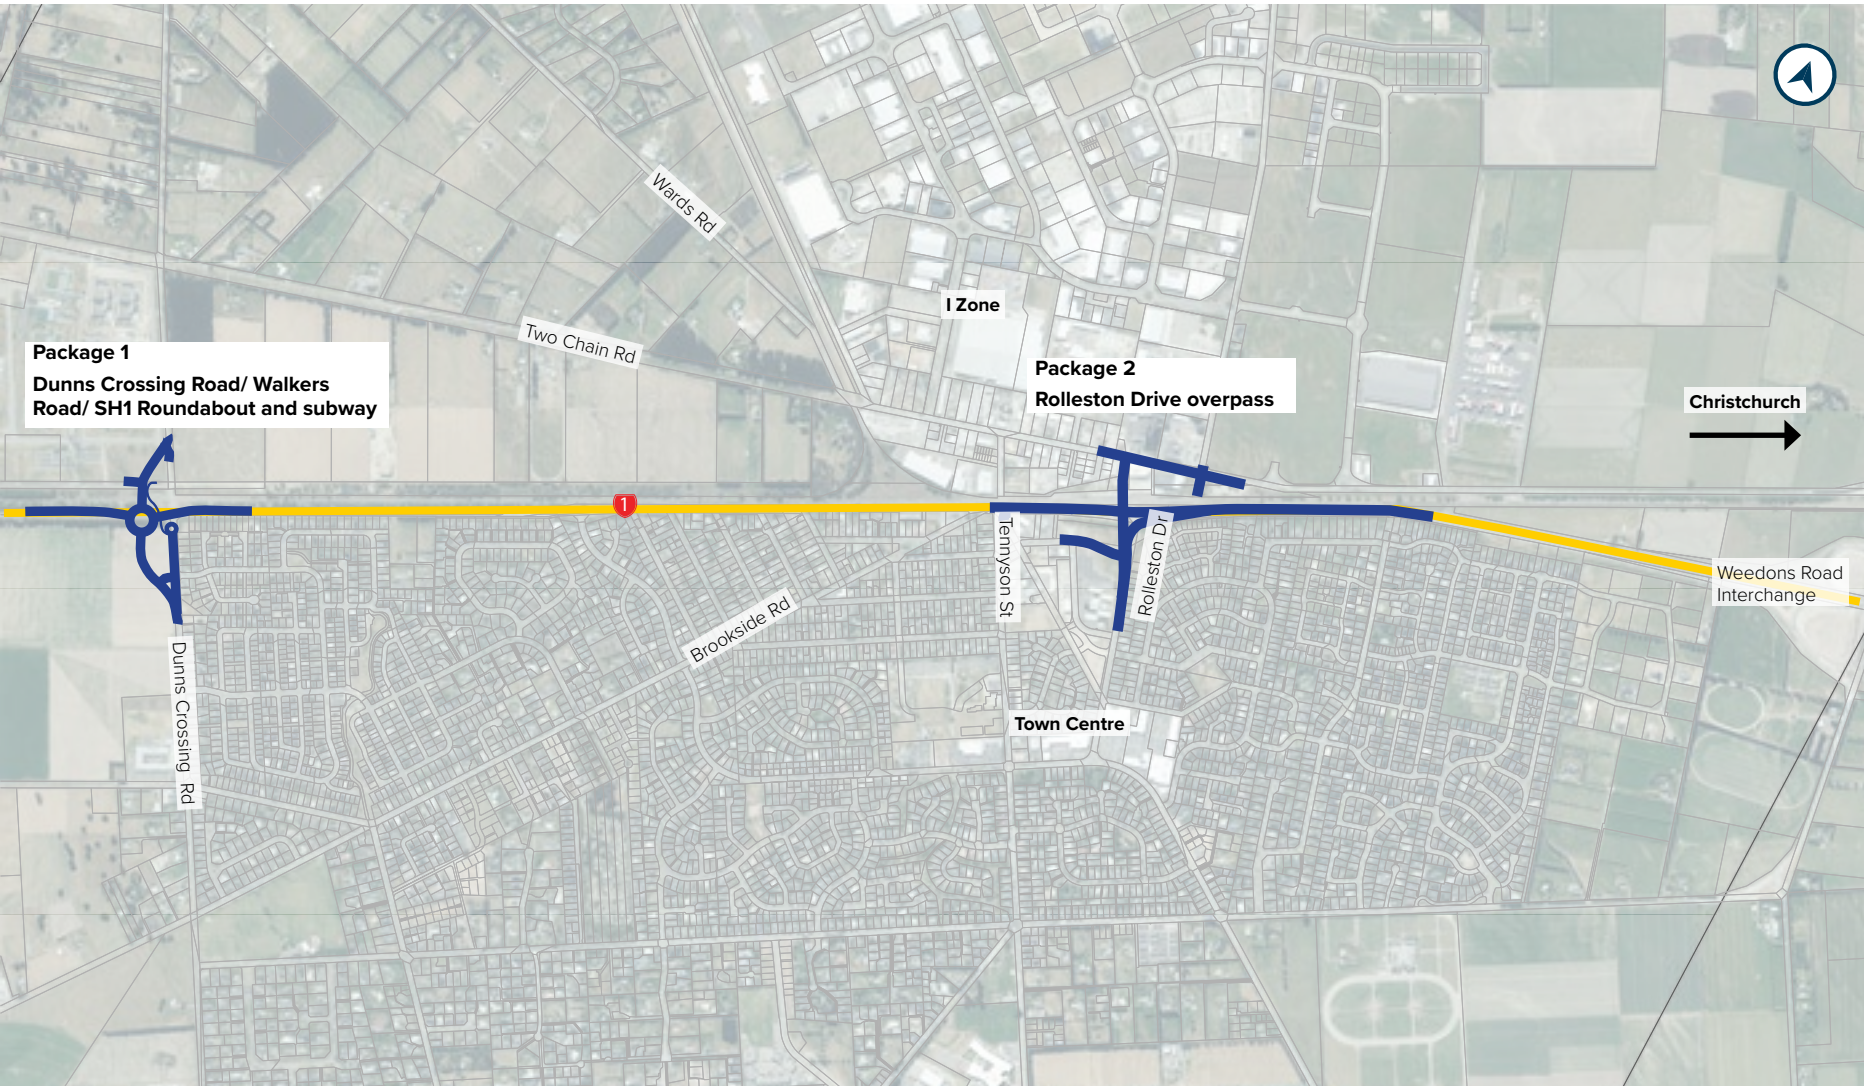 Wards Rd
I Zone
Two Chain Rd
Package 1
Dunns Crossing Road/ Walkers
Road/ SH1 Roundabout and subway
Package 2
Rolleston Drive overpass
Christchurch
1
Tennyson St
Rolleston Dr
Weedons Road
Interchange
Brookside Rd
Dunns Crossing Rd
Town Centre